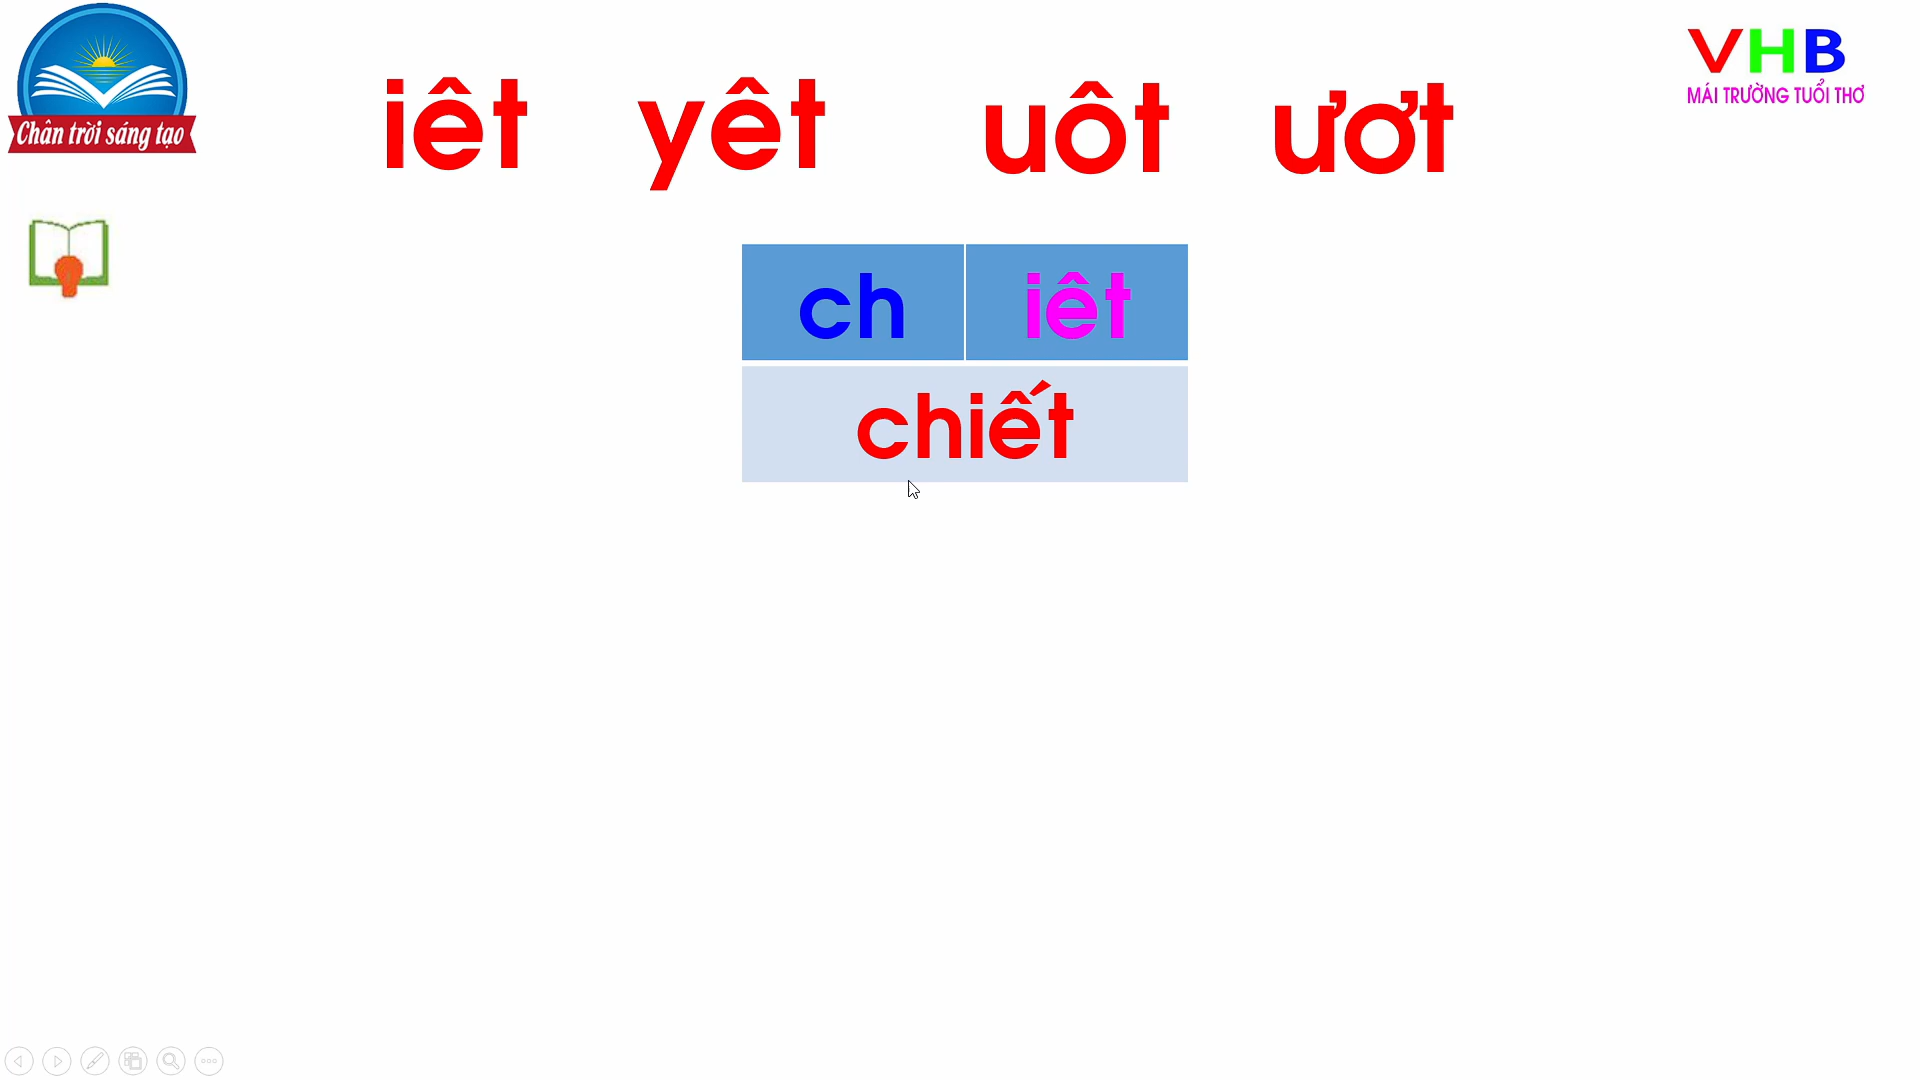 Chân trời sáng tạo
VHB
MÁI TRƯỜNG TUỔI THƠ
iêt yêt uôt ươt
ch iêt
chiết